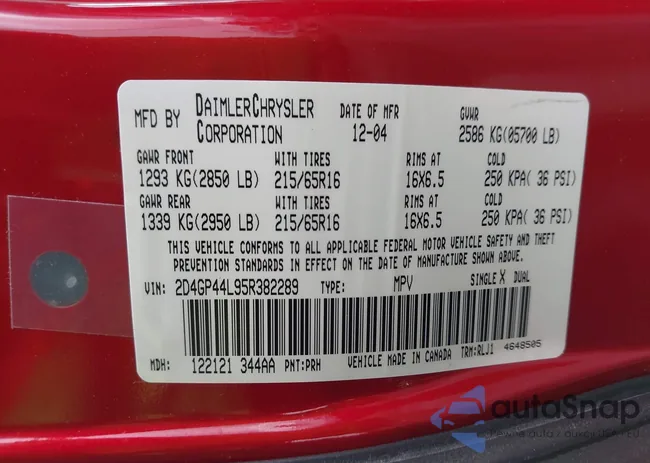 MFD BY DAIMLERCHRYSLER CORPORATION DATE OF MFR 12-04 GVWR 2586 KG(05700 LB)
GAWR FRONT WITH TIRES RIMS AT COLD
1293 KG(2850 LB) 215/65R16 16X6.5 250 KPA( 36 PSI)
GAWR REAR WITH TIRES RIMS AT COLD
1339 KG(2950 LB) 215/65R16 16X6.5 250 KPA( 36 PSI)
THIS VEHICLE CONFORMS TO ALL APPLICABLE FEDERAL MOTOR VEHICLE SAFETY AND THEFT
PREVENTION STANDARDS IN EFFECT ON THE DATE OF MANUFACTURE SHOWN ABOVE.
VIN: 2D4GP44L95R382289 TYPE: MPV SINGLE X DUAL
MDH: 122121 344AA PNT:PRH VEHICLE MADE IN CANADA TRM:RLJ1 4648505
autoSnap